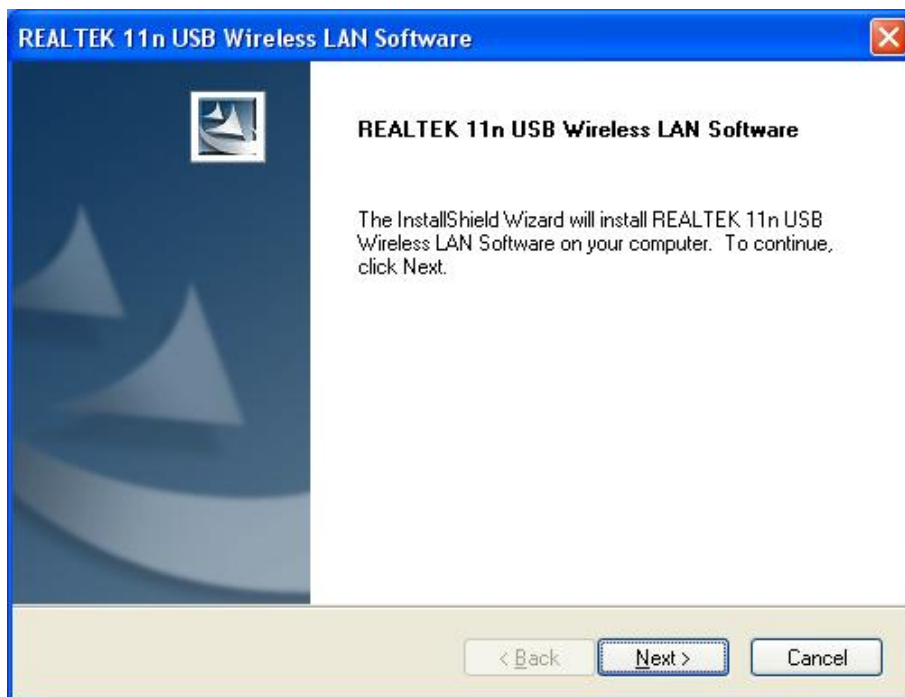 REALTEK 11n USB Wireless LAN Software
REALTEK 11n USB Wireless LAN Software
The InstallShield Wizard will install REALTEK 11n USB
Wireless LAN Software on your computer. To continue,
click Next.
< Back
Next >
Cancel